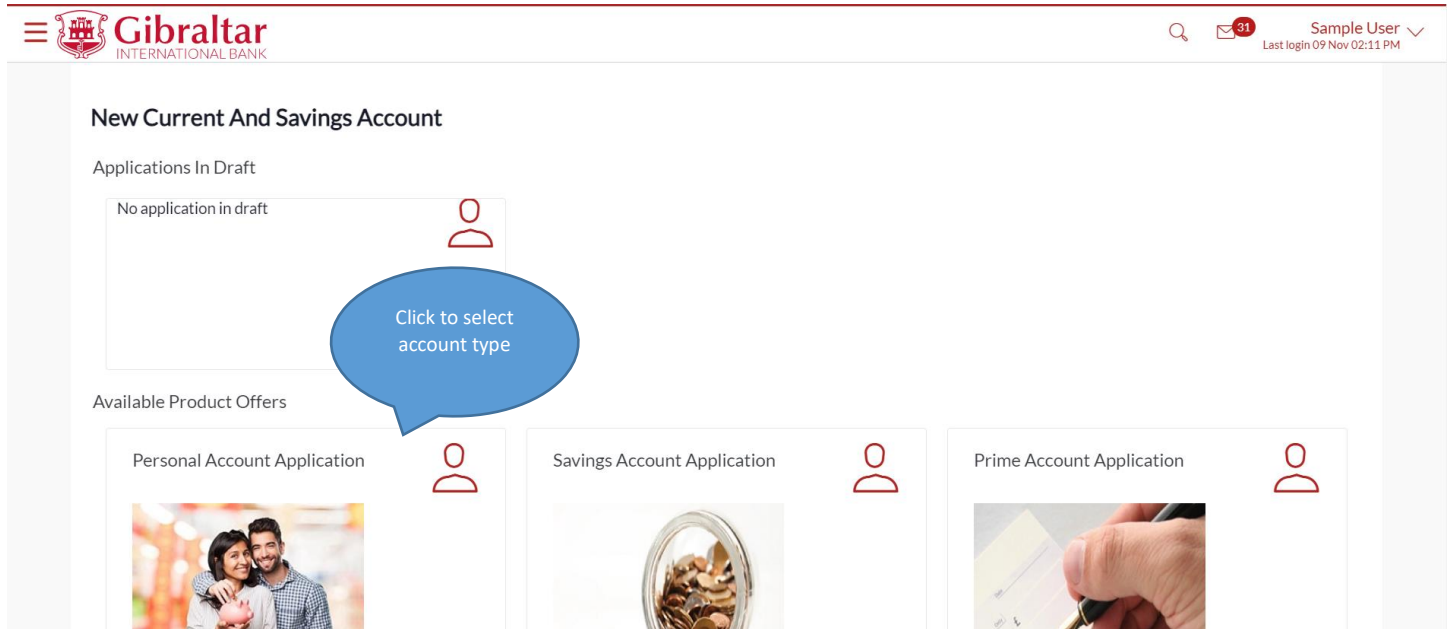 Gibraltar
INTERNATIONAL BANK
31
Sample User
Last login 09 Nov 02:11 PM
New Current And Savings Account
Applications In Draft
No application in draft
Click to select
account type
Available Product Offers
Personal Account Application
Savings Account Application
Prime Account Application